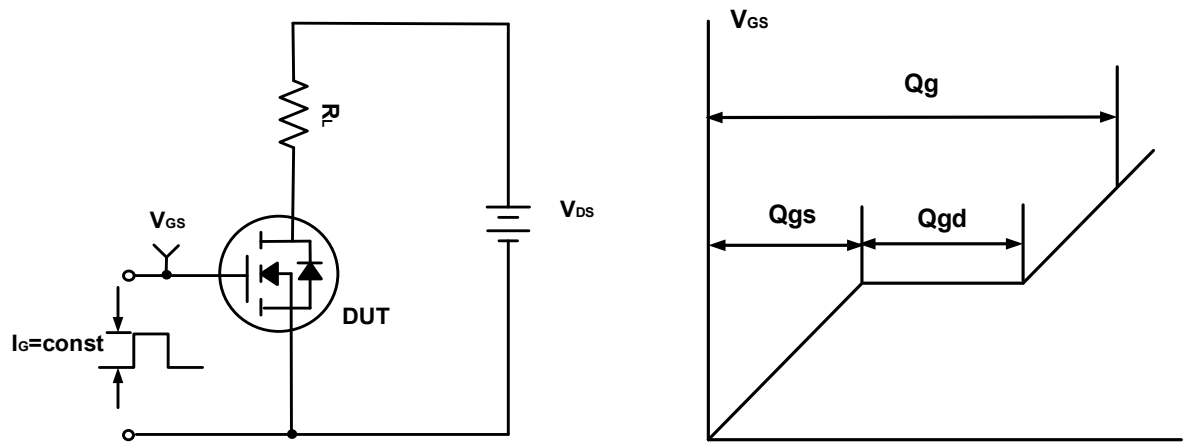 RL
VDS
VGS
DUT
IG=const
VGS
Qg
Qgs
Qgd